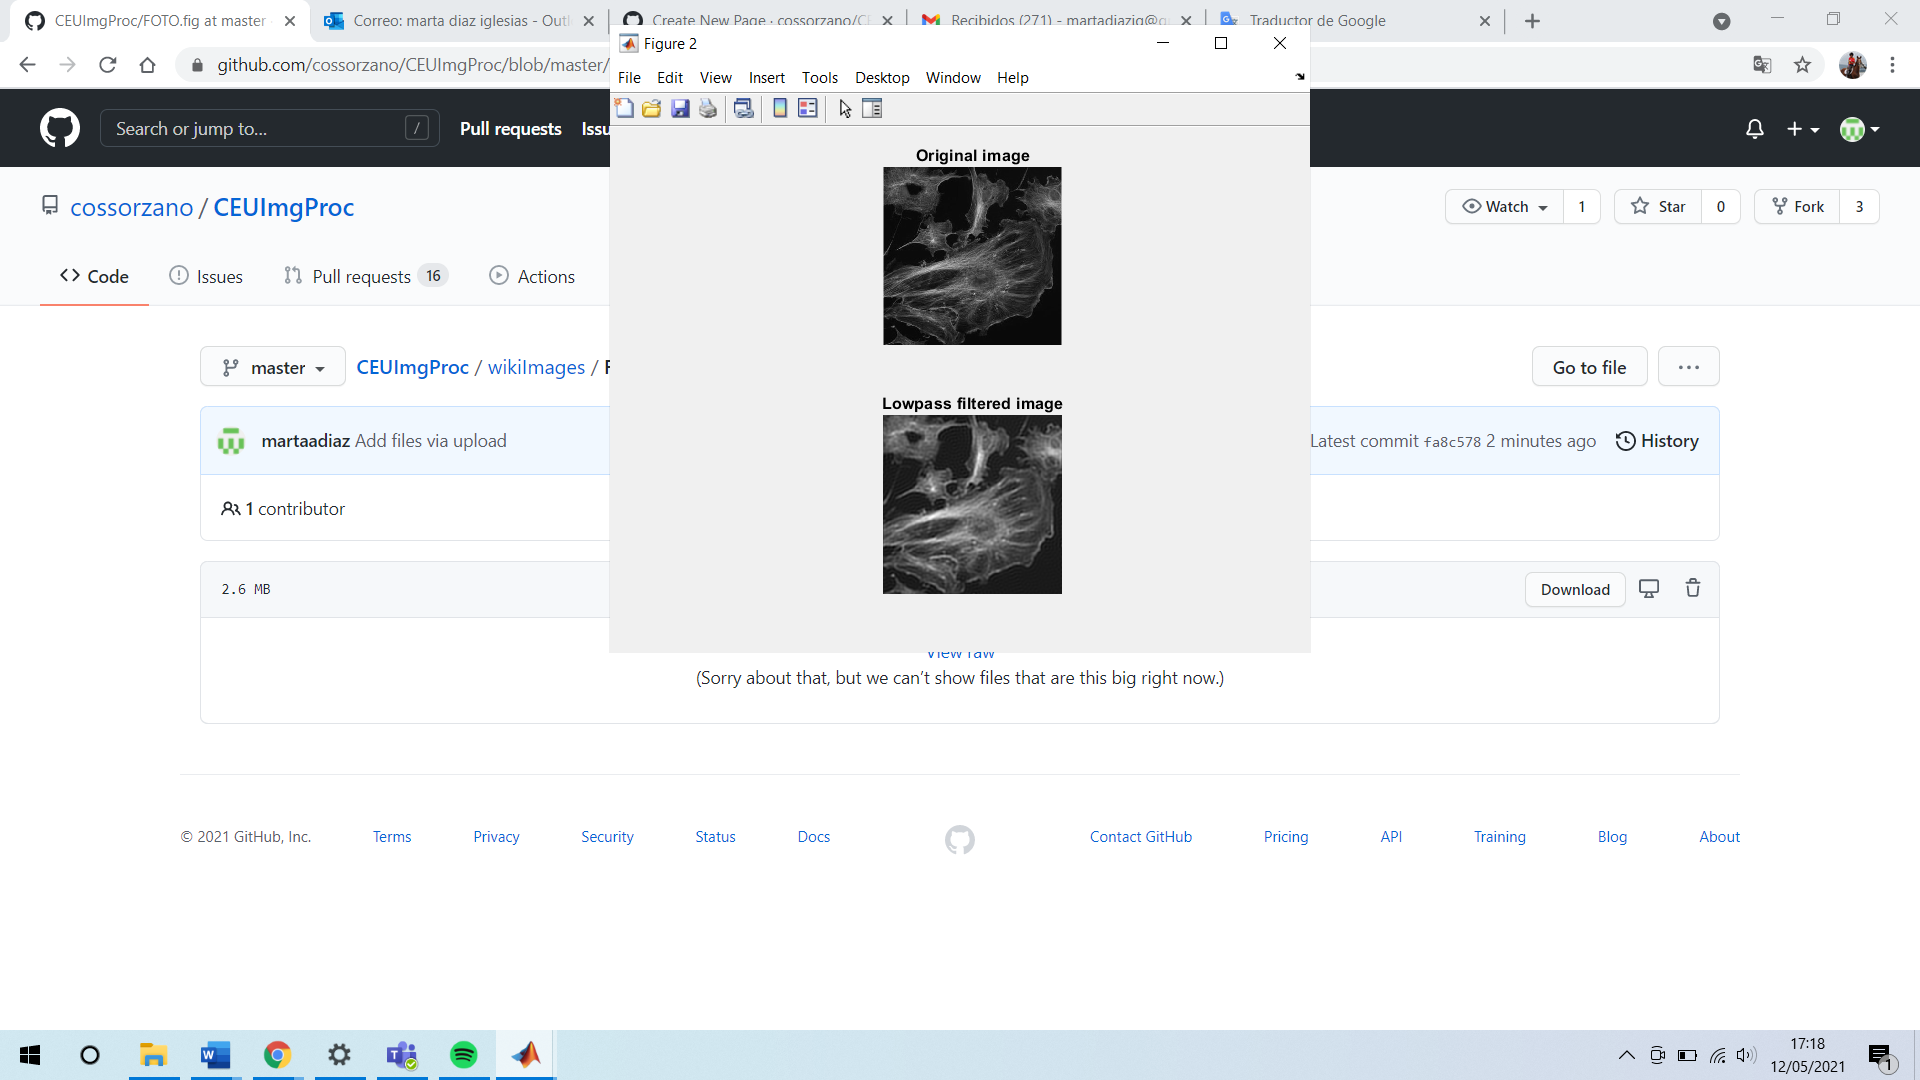 CEUImgProc/FOTO.fig at master
Correo: marta diaz iglesias - Outl
Create New Page · cossorzano/CE
Recibidos (271) - martadiazig@g
Traductor de Google
github.com/cossorzano/CEUImgProc/blob/master/
Figure 2
File Edit View Insert Tools Desktop Window Help
Search or jump to... /
Pull requests Issu
Original image
cossorzano / CEUImgProc
Watch 1 Star 0 Fork 3
Code Issues Pull requests 16 Actions
master CEUImgProc / wikiImages / F
Go to file
Lowpass filtered image
martaadiaz Add files via upload
Latest commit fa8c578 2 minutes ago History
1 contributor
2.6 MB
Download
View raw
(Sorry about that, but we can't show files that are this big right now.)
© 2021 GitHub, Inc. Terms Privacy Security Status Docs Contact GitHub Pricing API Training Blog About
17:18
12/05/2021
1